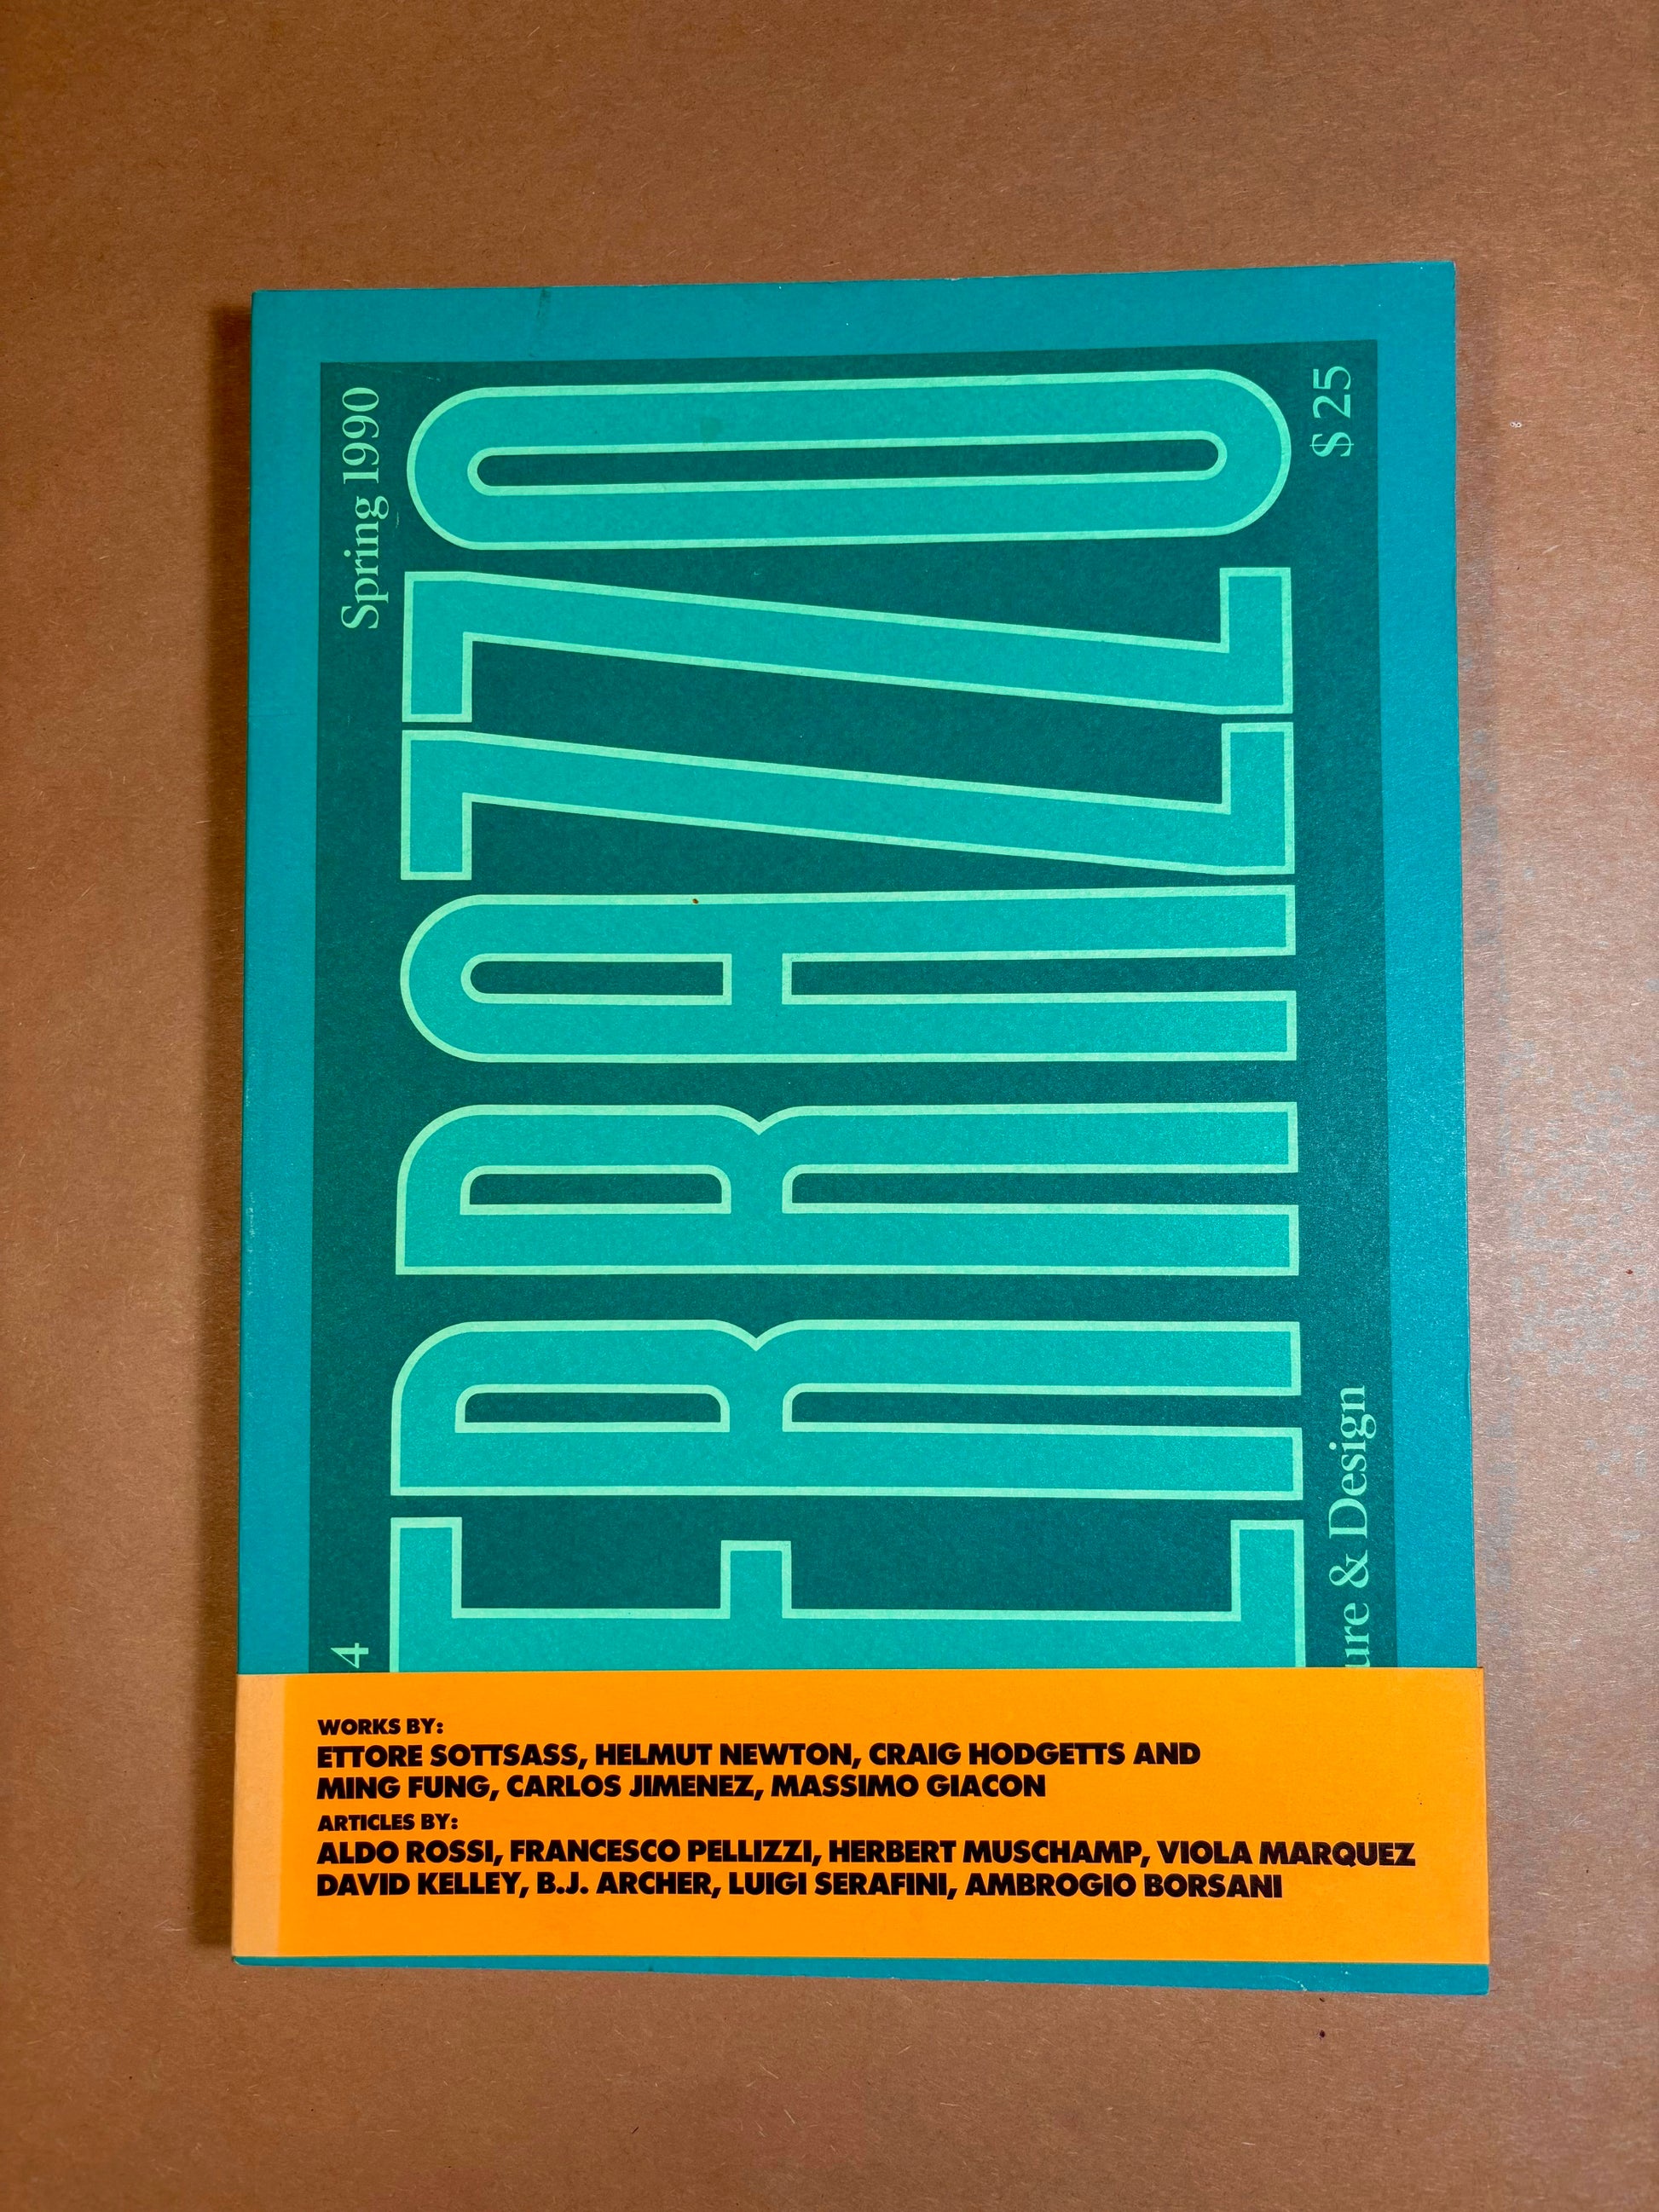 4
Spring 1990
ERRAZZO
ure & Design
$ 25
WORKS BY:
ETTORE SOTTSASS, HELMUT NEWTON, CRAIG HODGETTS AND
MING FUNG, CARLOS JIMENEZ, MASSIMO GIACON
ARTICLES BY:
ALDO ROSSI, FRANCESCO PELLIZZI, HERBERT MUSCHAMP, VIOLA MARQUEZ
DAVID KELLEY, B.J. ARCHER, LUIGI SERAFINI, AMBROGIO BORSANI